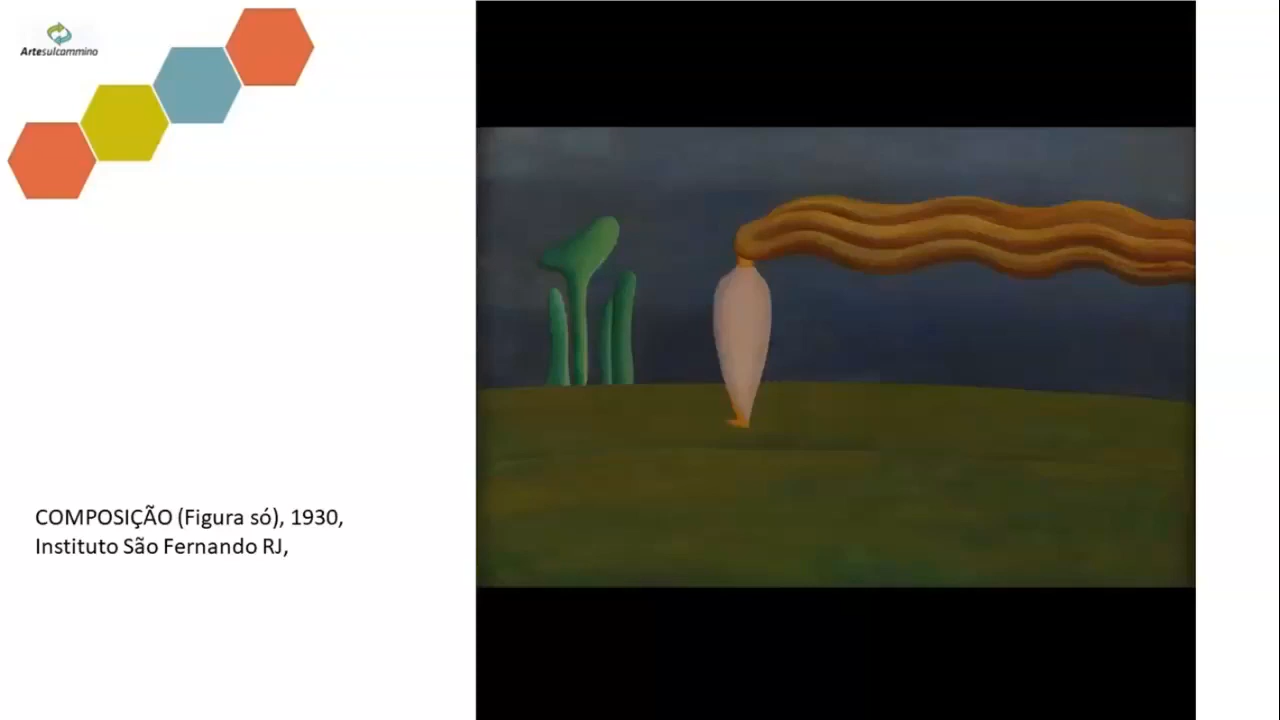 Artesulcammino
COMPOSIÇÃO (Figura só), 1930,
Instituto São Fernando RJ,